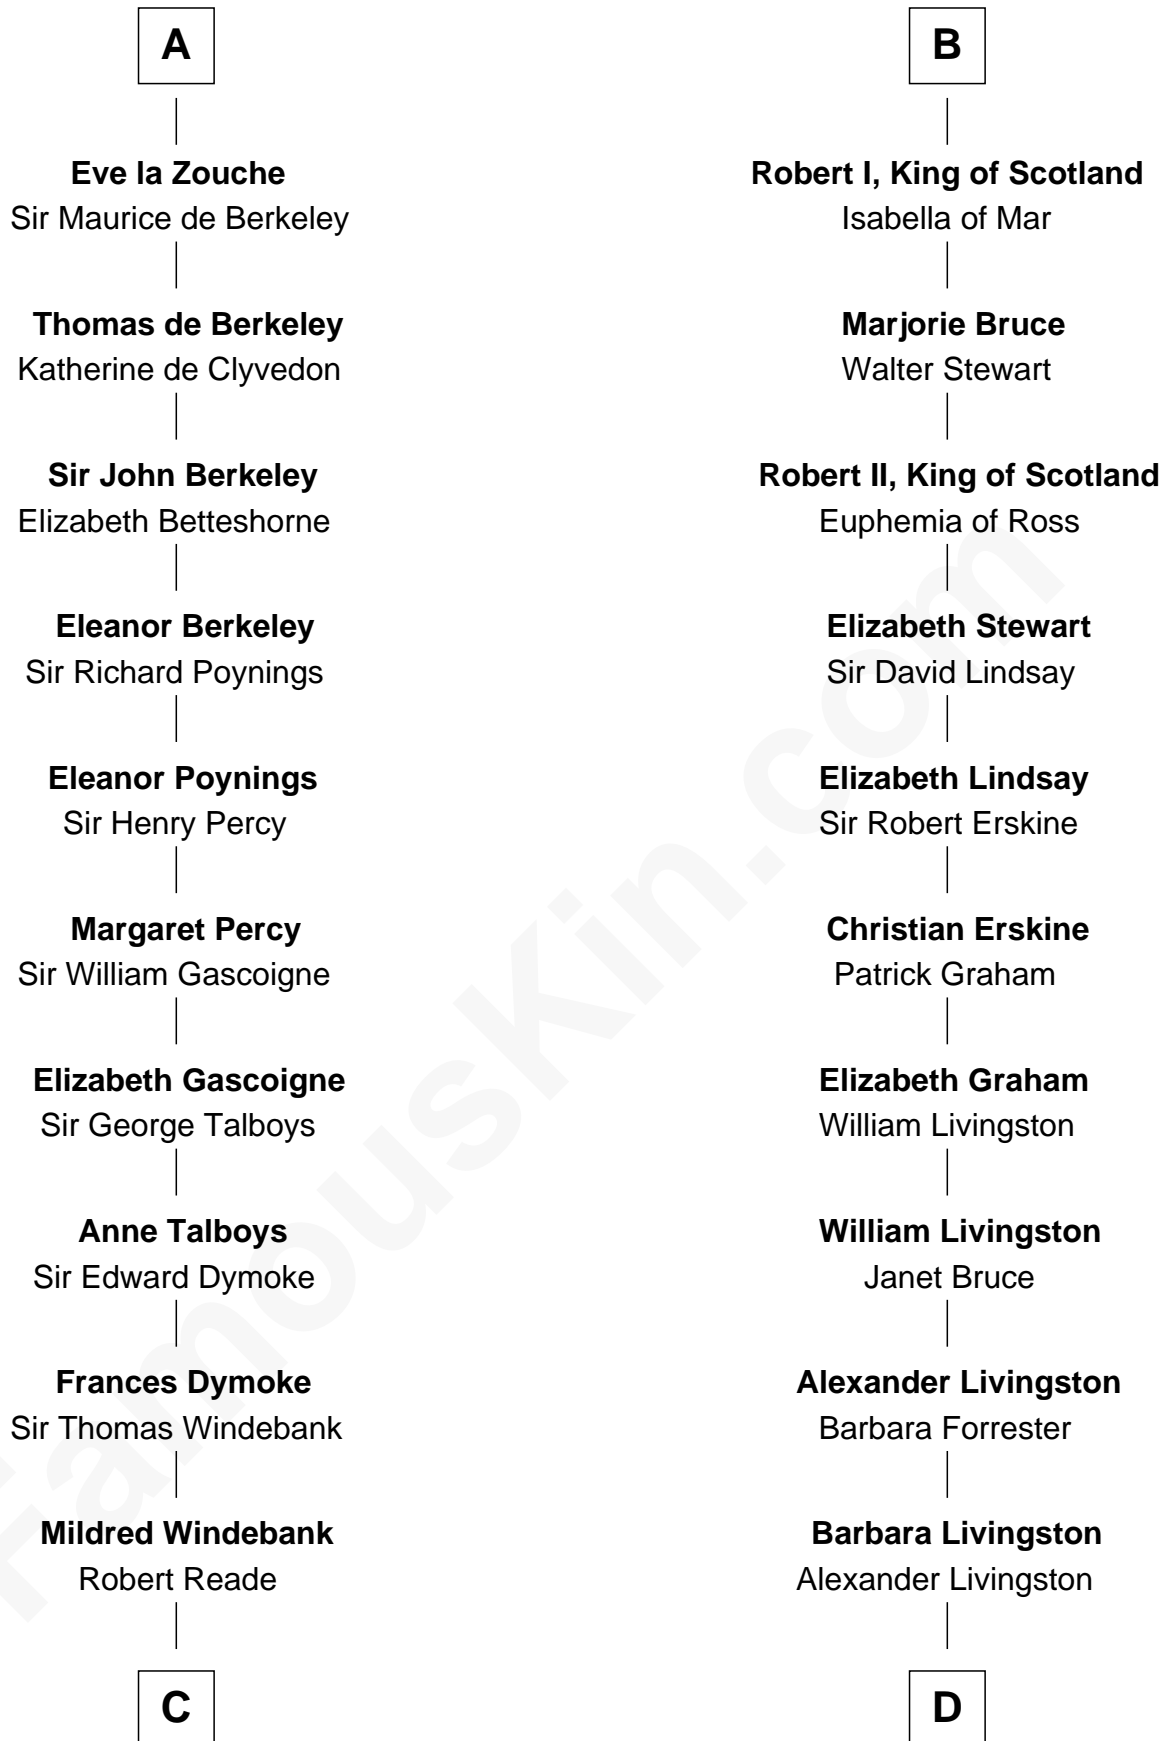 A
Eve la Zouche
Sir Maurice de Berkeley
Thomas de Berkeley
Katherine de Clyvedon
Sir John Berkeley
Elizabeth Betteshorne
Eleanor Berkeley
Sir Richard Poynings
Eleanor Poynings
Sir Henry Percy
Margaret Percy
Sir William Gascoigne
Elizabeth Gascoigne
Sir George Talboys
Anne Talboys
Sir Edward Dymoke
Frances Dymoke
Sir Thomas Windebank
Mildred Windebank
Robert Reade
C
B
Robert I, King of Scotland
Isabella of Mar
Marjorie Bruce
Walter Stewart
Robert II, King of Scotland
Euphemia of Ross
Elizabeth Stewart
Sir David Lindsay
Elizabeth Lindsay
Sir Robert Erskine
Christian Erskine
Patrick Graham
Elizabeth Graham
William Livingston
William Livingston
Janet Bruce
Alexander Livingston
Barbara Forrester
Barbara Livingston
Alexander Livingston
D
FamousKin.com